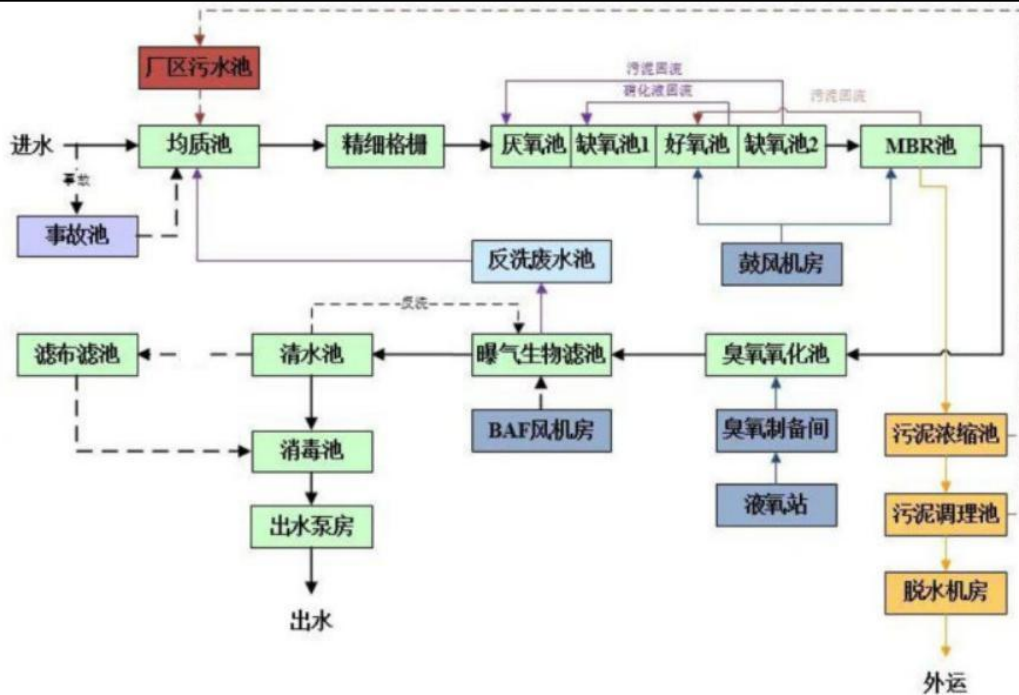 厂区污水池
污泥回流
硝化液回流
污泥回流
进水
均质池
精细格栅
厌氧池
缺氧池1
好氧池
缺氧池2
MBR池
事故
事故池
反洗废水池
鼓风机房
反洗
滤布滤池
清水池
曝气生物滤池
臭氧氧化池
BAF风机房
臭氧制备间
污泥浓缩池
消毒池
液氧站
污泥调理池
出水泵房
脱水机房
出水
外运